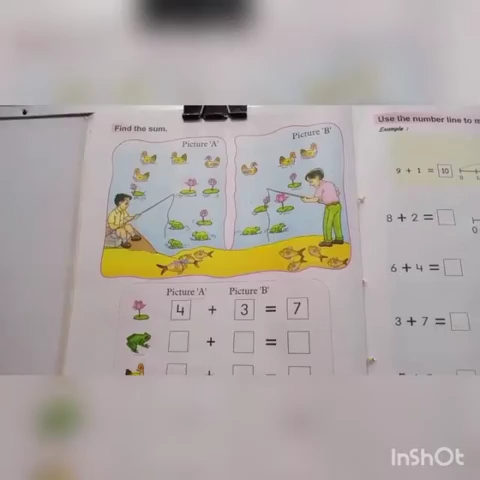 Find the sum.
Picture 'A'
Picture 'B'
Picture 'A' Picture 'B'
4 + 3 = 7
+ =
+
Use the number line to
Example :
9 + 1 = 10
8 + 2 =
0
6 + 4 =
3 + 7 =
InShOt